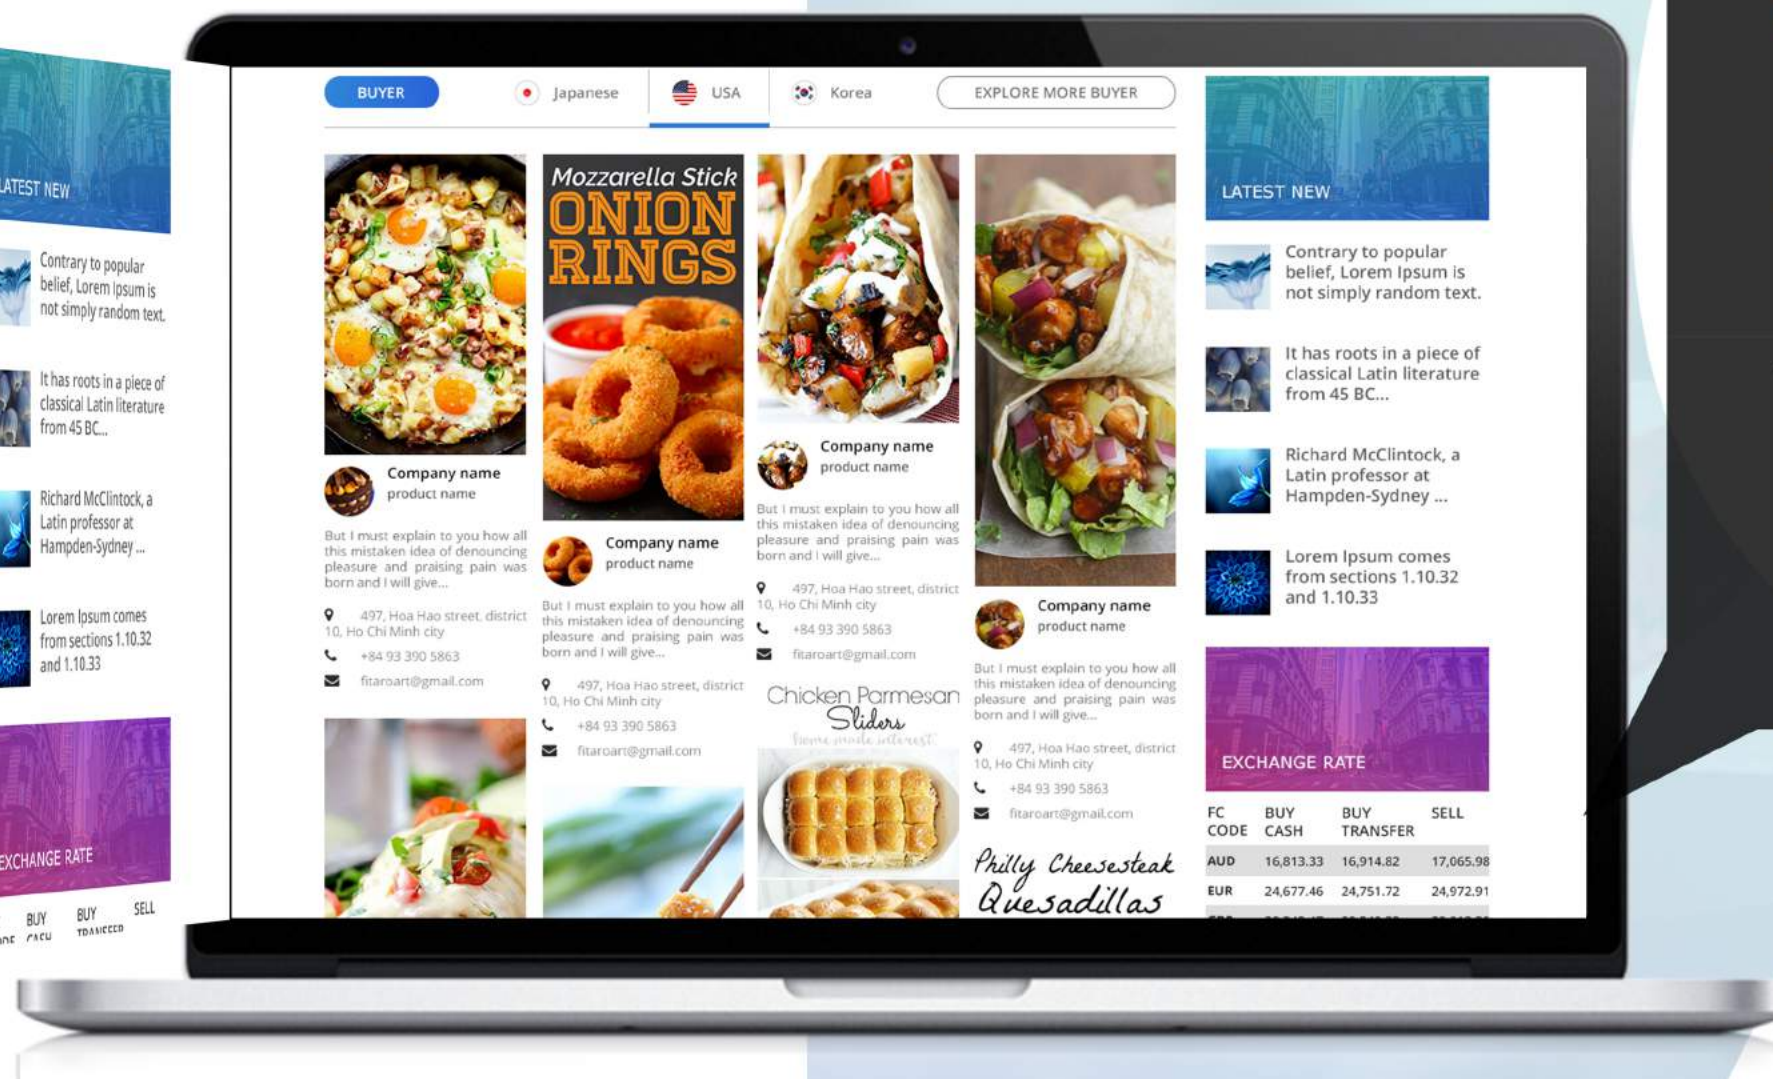 BUYER
Japanese
USA
Korea
EXPLORE MORE BUYER
Company name
product name
But I must explain to you how all
this mistaken idea of denouncing
pleasure and praising pain was
born and I will give...
497, Hoa Hao street, district
10, Ho Chi Minh city
+84 93 390 5863
fitaroart@gmail.com
Mozzarella Stick
ONION
RINGS
Company name
product name
But I must explain to you how all
this mistaken idea of denouncing
pleasure and praising pain was
born and I will give...
497, Hoa Hao street, district
10, Ho Chi Minh city
+84 93 390 5863
fitaroart@gmail.com
Company name
product name
But I must explain to you how all
this mistaken idea of denouncing
pleasure and praising pain was
born and I will give...
497, Hoa Hao street, district
10, Ho Chi Minh city
+84 93 390 5863
fitaroart@gmail.com
Chicken Parmesan
Sliders
home made interest
Company name
product name
But I must explain to you how all
this mistaken idea of denouncing
pleasure and praising pain was
born and I will give...
497, Hoa Hao street, district
10, Ho Chi Minh city
+84 93 390 5863
fitaroart@gmail.com
Philly Cheesesteak
Quesadillas
LATEST NEW
Contrary to popular
belief, Lorem Ipsum is
not simply random text.
It has roots in a piece of
classical Latin literature
from 45 BC...
Richard McClintock, a
Latin professor at
Hampden-Sydney ...
Lorem Ipsum comes
from sections 1.10.32
and 1.10.33
EXCHANGE RATE
FC CODE BUY CASH BUY TRANSFER SELL
AUD 16,813.33 16,914.82 17,065.98
EUR 24,677.46 24,751.72 24,972.91
LATEST NEW
Contrary to popular
belief, Lorem Ipsum is
not simply random text.
It has roots in a piece of
classical Latin literature
from 45 BC...
Richard McClintock, a
Latin professor at
Hampden-Sydney ...
Lorem Ipsum comes
from sections 1.10.32
and 1.10.33
EXCHANGE RATE
BUY BUY SELL
CASH TRANSFER